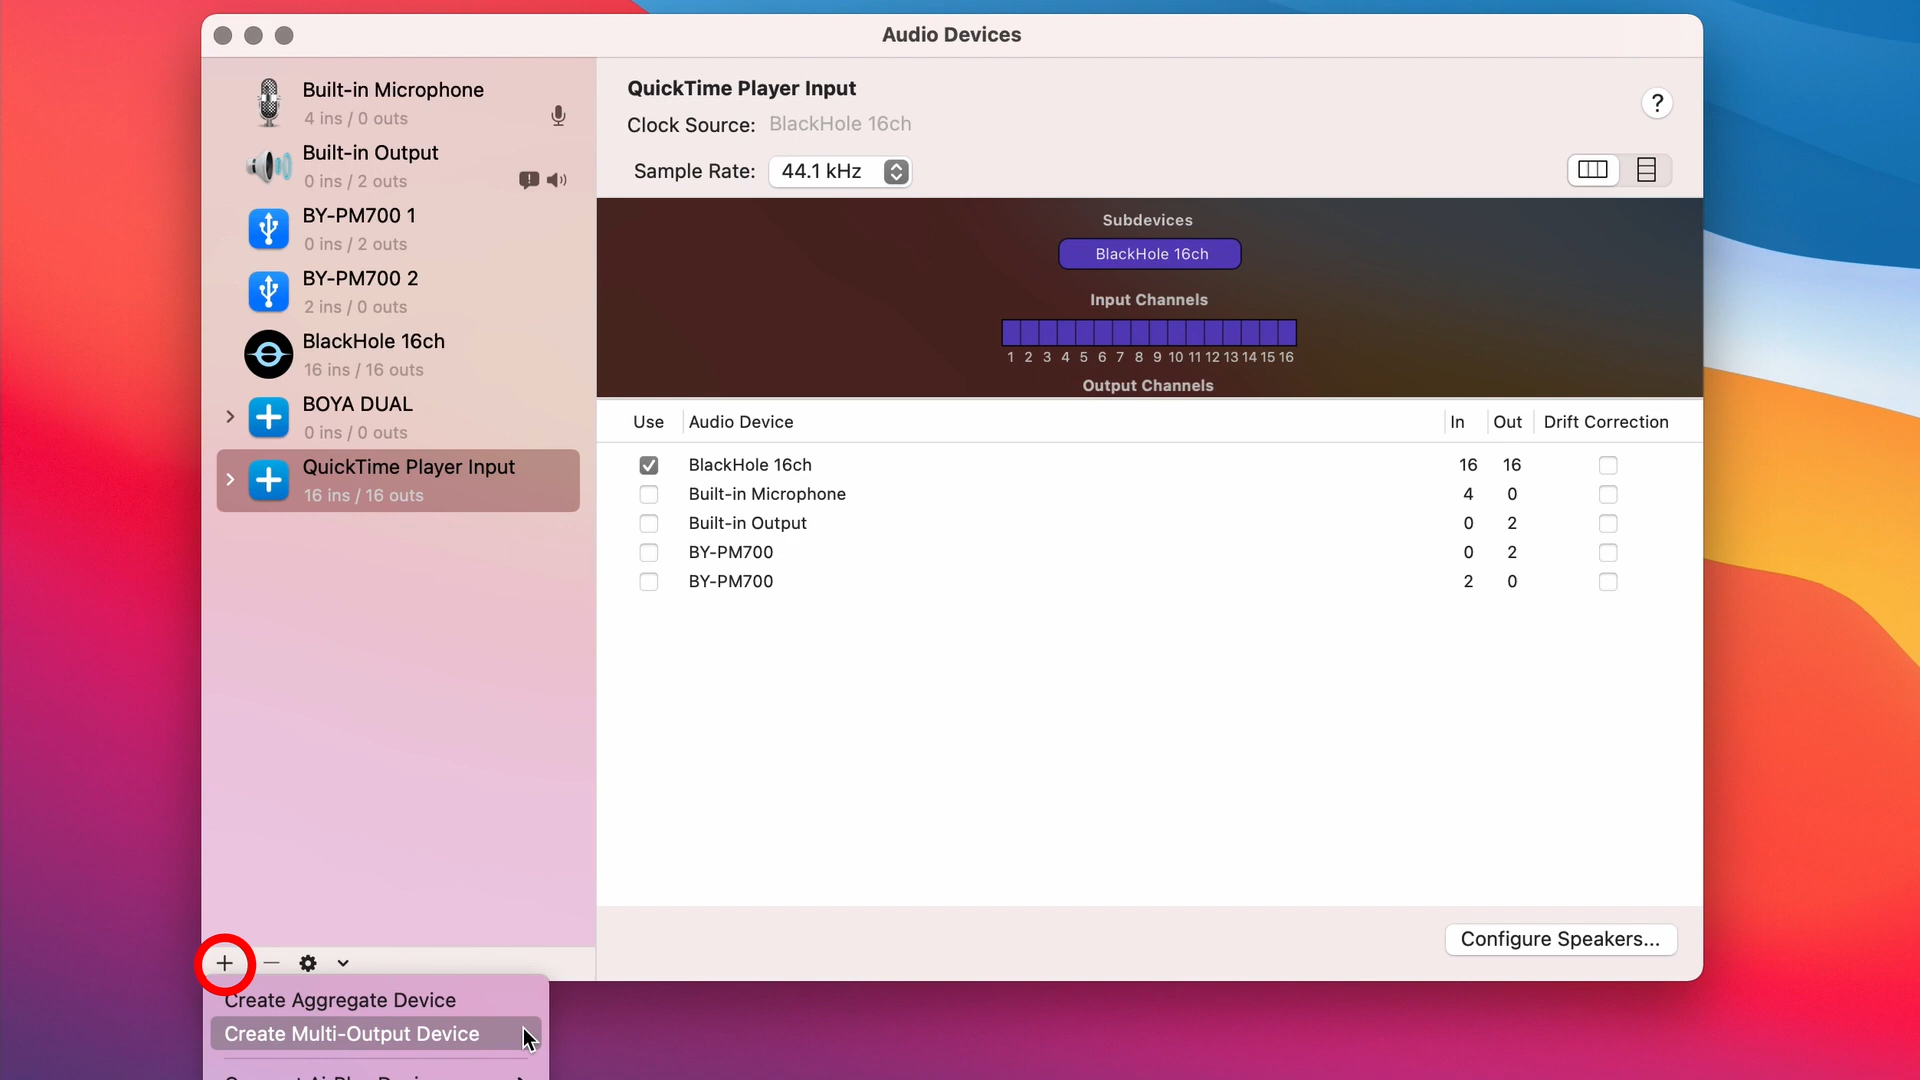 Audio Devices
Built-in Microphone
4 ins / 0 outs
Built-in Output
0 ins / 2 outs
BY-PM700 1
0 ins / 2 outs
BY-PM700 2
2 ins / 0 outs
BlackHole 16ch
16 ins / 16 outs
BOYA DUAL
0 ins / 0 outs
QuickTime Player Input
16 ins / 16 outs
QuickTime Player Input
?
Clock Source: BlackHole 16ch
Sample Rate: 44.1 kHz
Subdevices
BlackHole 16ch
Input Channels
1 2 3 4 5 6 7 8 9 10 11 12 13 14 15 16
Output Channels
Use Audio Device In Out Drift Correction
BlackHole 16ch 16 16
Built-in Microphone 4 0
Built-in Output 0 2
BY-PM700 0 2
BY-PM700 2 0
Configure Speakers...
Create Aggregate Device
Create Multi-Output Device